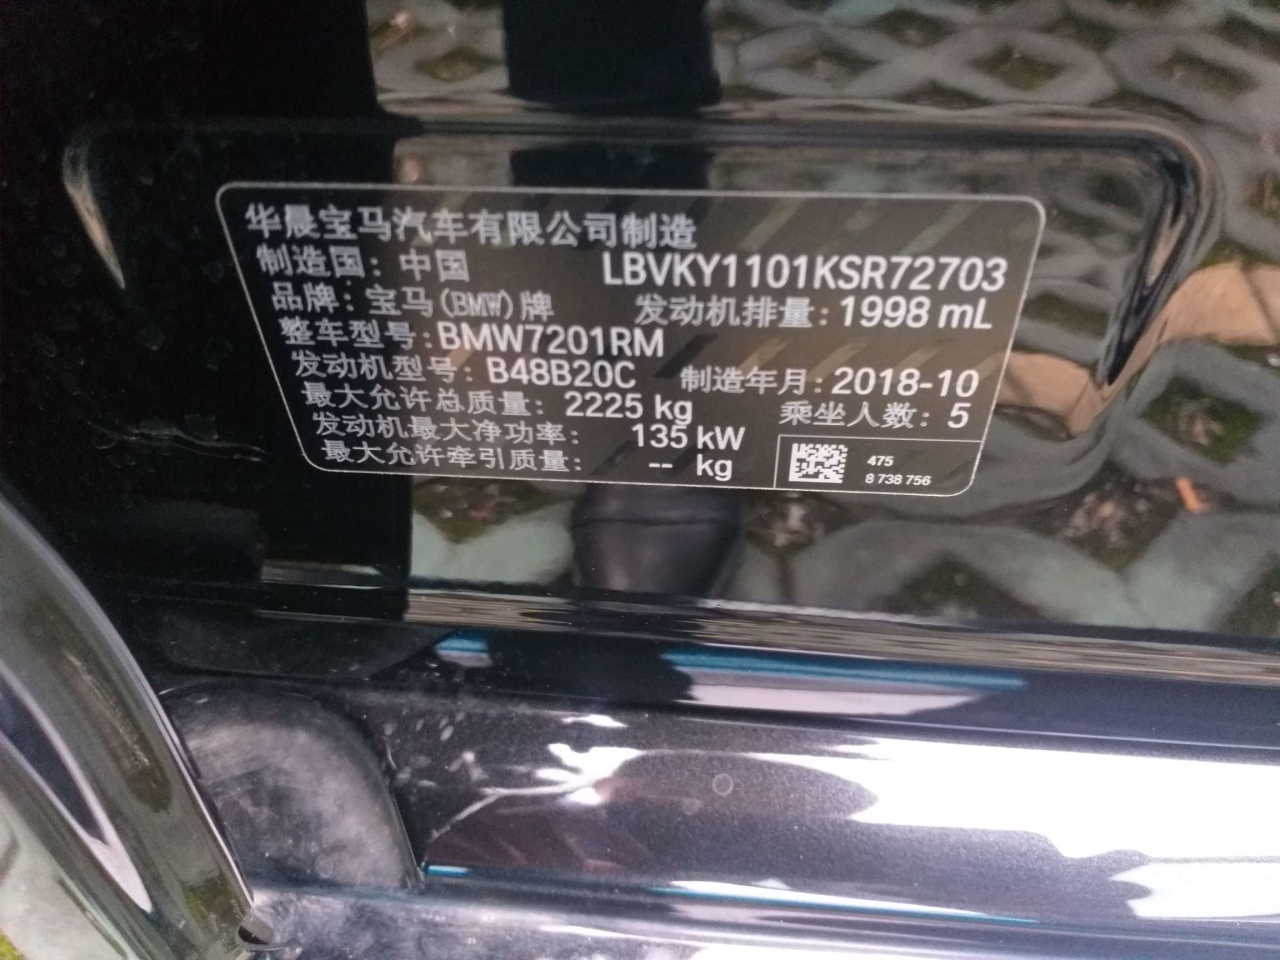 华晨宝马汽车有限公司制造
制造国：中国 LBVKY1101KSR72703
品牌：宝马(BMW)牌 发动机排量：1998 mL
整车型号：BMW7201RM
发动机型号：B48B20C 制造年月：2018-10
最大允许总质量：2225 kg 乘坐人数：5
发动机最大净功率：135 kW
最大允许牵引质量：-- kg
475
8 738 756